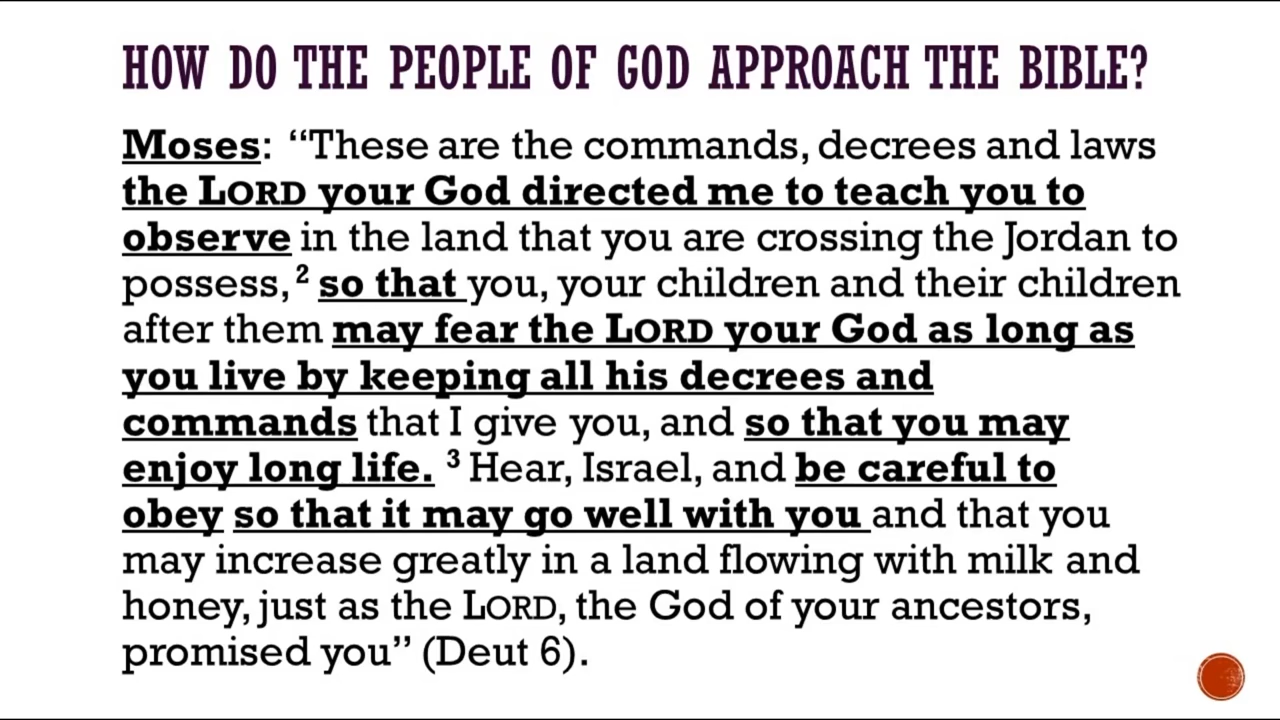 HOW DO THE PEOPLE OF GOD APPROACH THE BIBLE?
Moses: “These are the commands, decrees and laws
the LORD your God directed me to teach you to
observe in the land that you are crossing the Jordan to
possess, ² so that you, your children and their children
after them may fear the LORD your God as long as
you live by keeping all his decrees and
commands that I give you, and so that you may
enjoy long life. ³ Hear, Israel, and be careful to
obey so that it may go well with you and that you
may increase greatly in a land flowing with milk and
honey, just as the LORD, the God of your ancestors,
promised you” (Deut 6).